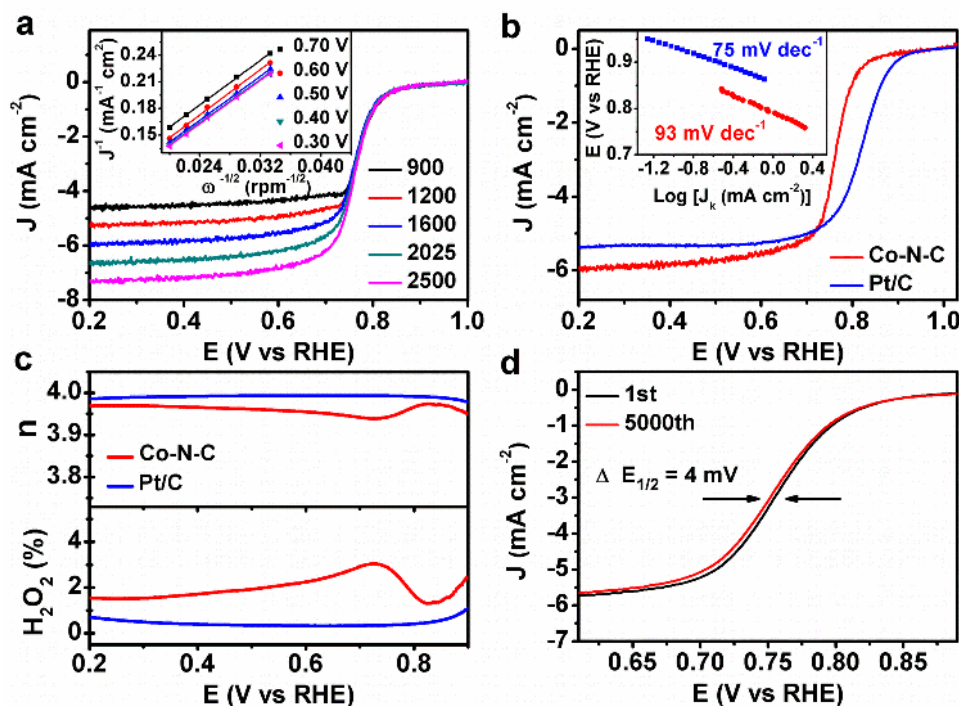 a
J⁻¹ (mA⁻¹ cm²)
0.24
0.21
0.18
0.15
0.70 V
0.60 V
0.50 V
0.40 V
0.30 V
0.024 0.032 0.040
ω⁻¹/² (rpm⁻¹/²)
900
1200
1600
2025
2500
J (mA cm⁻²)
0
-2
-4
-6
-8
0.2 0.4 0.6 0.8 1.0
E (V vs RHE)
b
E (V vs RHE)
0.9
0.8
0.7
75 mV dec⁻¹
93 mV dec⁻¹
-1.2 -0.8 -0.4 0.0 0.4
Log [Jₖ (mA cm⁻²)]
Co-N-C
Pt/C
J (mA cm⁻²)
0
-2
-4
-6
0.2 0.4 0.6 0.8 1.0
E (V vs RHE)
c
n
4.0
3.9
3.8
Co-N-C
Pt/C
H₂O₂ (%)
4
2
0
0.2 0.4 0.6 0.8
E (V vs RHE)
d
1st
5000th
Δ E₁/₂ = 4 mV
J (mA cm⁻²)
0
-1
-2
-3
-4
-5
-6
-7
0.65 0.70 0.75 0.80 0.85
E (V vs RHE)